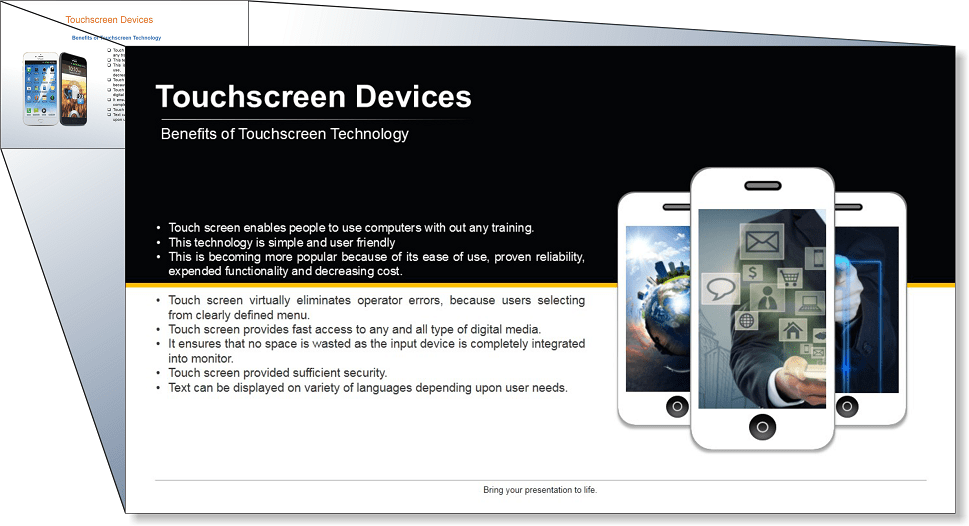 Touchscreen Devices
Benefits of Touchscreen Technology
Touchscreen Devices
Benefits of Touchscreen Technology
• Touch screen enables people to use computers with out any training.
• This technology is simple and user friendly
• This is becoming more popular because of its ease of use, proven reliability,
expended functionality and decreasing cost.
• Touch screen virtually eliminates operator errors, because users selecting
from clearly defined menu.
• Touch screen provides fast access to any and all type of digital media.
• It ensures that no space is wasted as the input device is completely integrated
into monitor.
• Touch screen provided sufficient security.
• Text can be displayed on variety of languages depending upon user needs.
Bring your presentation to life.